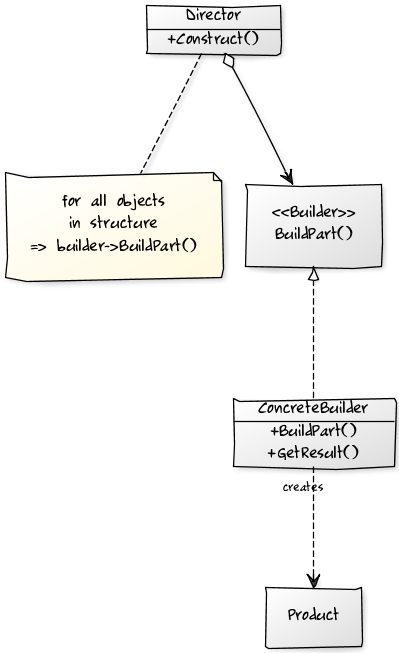 Director
+Construct()
for all objects
in structure
=> builder->BuildPart()
<<Builder>>
BuildPart()
ConcreteBuilder
+BuildPart()
+GetResult()
creates
Product